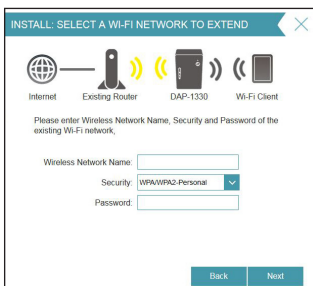 INSTALL: SELECT A WI-FI NETWORK TO EXTEND
Internet Existing Router DAP-1330 Wi-Fi Client
Please enter Wireless Network Name, Security and Password of the
existing Wi-Fi network,
Wireless Network Name:
Security: WPA/WPA2-Personal
Password:
Back Next